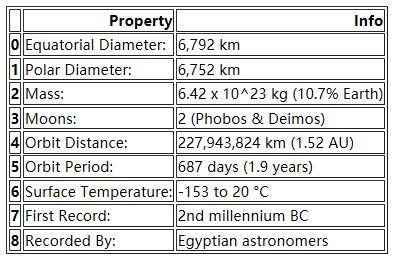 Property Info
0 Equatorial Diameter: 6,792 km
1 Polar Diameter: 6,752 km
2 Mass: 6.42 x 10^23 kg (10.7% Earth)
3 Moons: 2 (Phobos & Deimos)
4 Orbit Distance: 227,943,824 km (1.52 AU)
5 Orbit Period: 687 days (1.9 years)
6 Surface Temperature: -153 to 20 °C
7 First Record: 2nd millennium BC
8 Recorded By: Egyptian astronomers